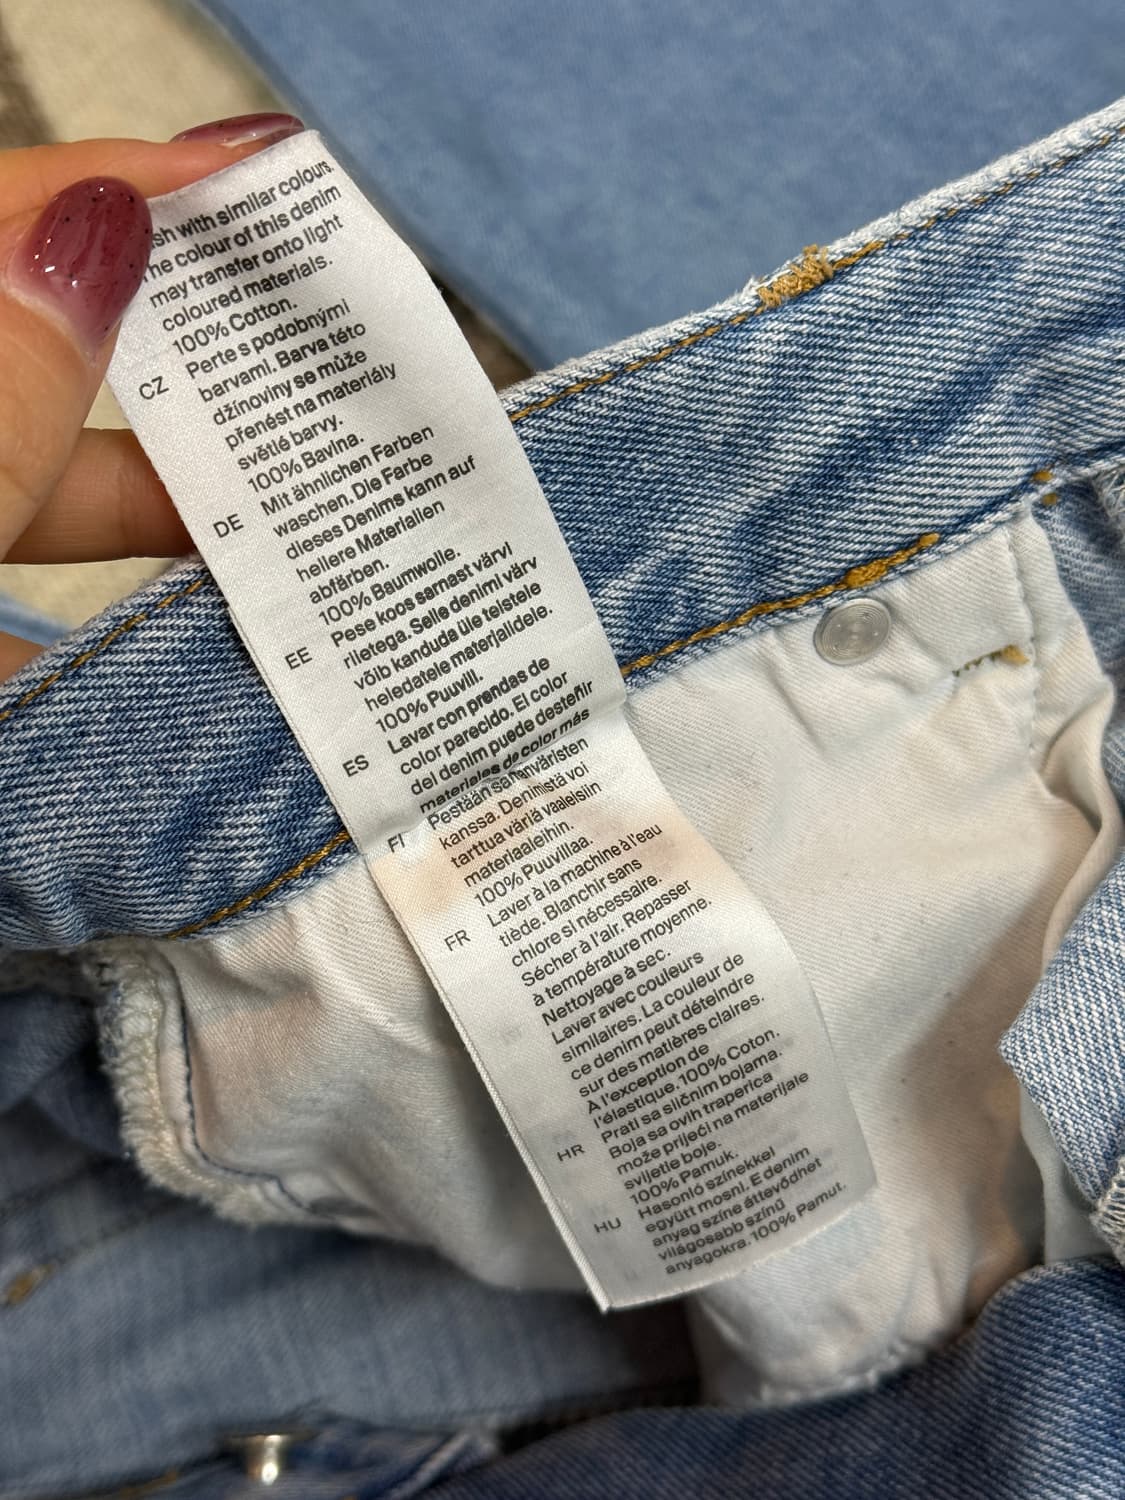 sh with similar colours.
The colour of this denim
may transfer onto light
coloured materials.
100% Cotton.
CZ Perte s podobnými
barvami. Barva této
džínoviny se může
přenést na materiály
světlé barvy.
100% Bavlna.
DE Mit ähnlichen Farben
waschen. Die Farbe
dieses Denims kann auf
hellere Materialien
abfärben.
100% Baumwolle.
EE Pese koos sarnast värvi
riietega. Selle denimi värv
võib kanduda üle teistele
heledatele materjalidele.
100% Puuvill.
ES Lavar con prendas de
color parecido. El color
del denim puede desteñir
materiales de color más
FI Pestään samanväristen
kanssa. Denimistä voi
tarttua väriä vaaleisiin
materiaaleihin.
100% Puuvillaa.
FR Laver à la machine à l'eau
tiède. Blanchir sans
chlore si nécessaire.
Sécher à l'air. Repasser
à température moyenne.
Nettoyage à sec.
Laver avec couleurs
similaires. La couleur de
ce denim peut déteindre
sur des matières claires.
À l'exception de
l'élastique. 100% Coton.
HR Prati sa sličnim bojama.
Boja sa ovih traperica
može prijeći na materijale
svijetle boje.
100% Pamuk.
HU Hasonló színekkel
együtt mosni. E denim
anyag színe áttevődhet
világosabb színű
anyagokra. 100% Pamut.